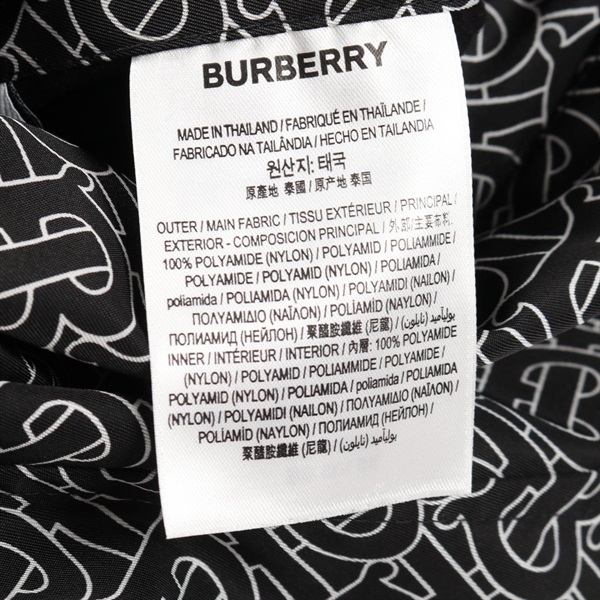 BURBERRY
MADE IN THAILAND / FABRIQUÉ EN THAÏLANDE /
FABRICADO NA TAILÂNDIA / HECHO EN TAILANDIA
원산지: 태국
原產地 泰國 / 原产地 泰国
OUTER / MAIN FABRIC / TISSU EXTÉRIEUR / PRINCIPAL /
EXTERIOR - COMPOSICIÓN PRINCIPAL / 外部/主要布料:
100% POLYAMIDE (NYLON) / POLYAMID / POLIAMMIDE
/ POLYAMIDE / POLYAMIDE (NYLON) / POLYAMIDE /
poliamida / POLIAMIDA (NYLON) / POLYAMIDI (NAILON) /
ΠΟΛΥΑΜΙΔΙΟ (ΝΑΪΛΟΝ) / POLİAMİD (NAYLON) /
ПОЛИАМИД (НЕЙЛОН) / 聚醯胺纖維 (尼龍) / بولياميد (نايلون)
INNER / INTÉRIEUR / INTERIOR / 內層: 100% POLYAMIDE
(NYLON) / POLYAMID / POLIAMMIDE / POLYAMIDE /
POLYAMIDE (NYLON) / POLYAMIDE / poliamida / POLIAMIDA
(NYLON) / POLYAMIDI (NAILON) / ΠΟΛΥΑΜΙΔΙΟ (ΝΑΪΛΟΝ) /
POLİAMİD (NAYLON) / ПОЛИАМИД (НЕЙЛОН) /
聚醯胺纖維 (尼龍) / بولياميد (نايلون)